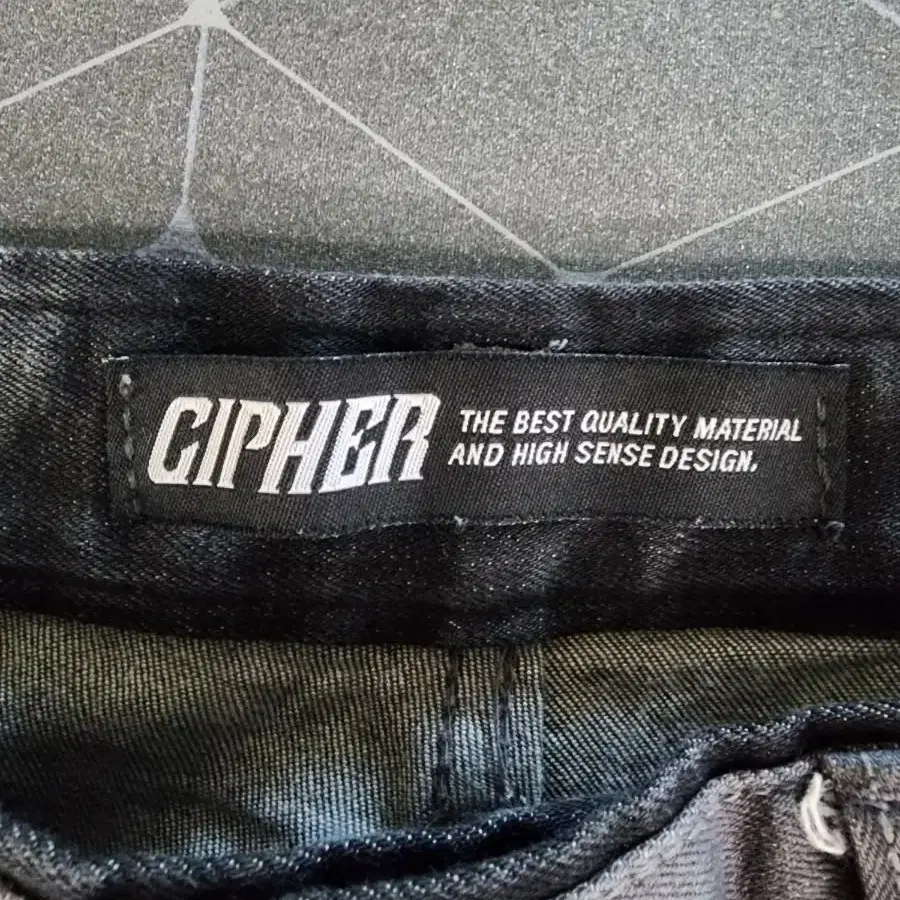 CIPHER
THE BEST QUALITY MATERIAL
AND HIGH SENSE DESIGN.